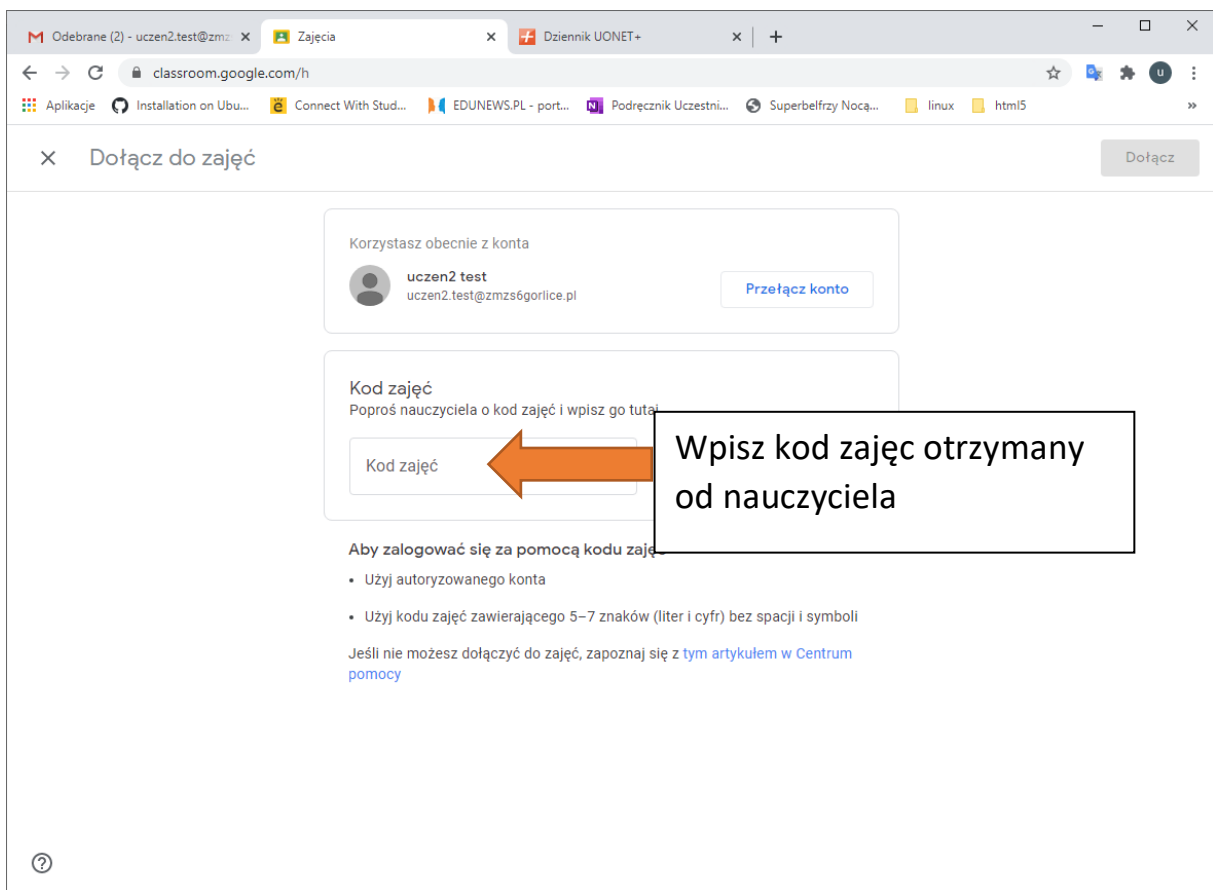 Odebrane (2) - uczen2.test@zmz
Zajęcia
Dziennik UONET+
classroom.google.com/h
u
Aplikacje
Installation on Ubu...
Connect With Stud...
EDUNEWS.PL - port...
Podręcznik Uczestni...
Superbelfrzy Nocą...
linux
html5
Dołącz do zajęć
Dołącz
Korzystasz obecnie z konta
uczen2 test
uczen2.test@zmzs6gorlice.pl
Przełącz konto
Kod zajęć
Poproś nauczyciela o kod zajęć i wpisz go tutaj
Kod zajęć
Wpisz kod zajęc otrzymany
od nauczyciela
Aby zalogować się za pomocą kodu zajęć
• Użyj autoryzowanego konta
• Użyj kodu zajęć zawierającego 5–7 znaków (liter i cyfr) bez spacji i symboli
Jeśli nie możesz dołączyć do zajęć, zapoznaj się z tym artykułem w Centrum
pomocy